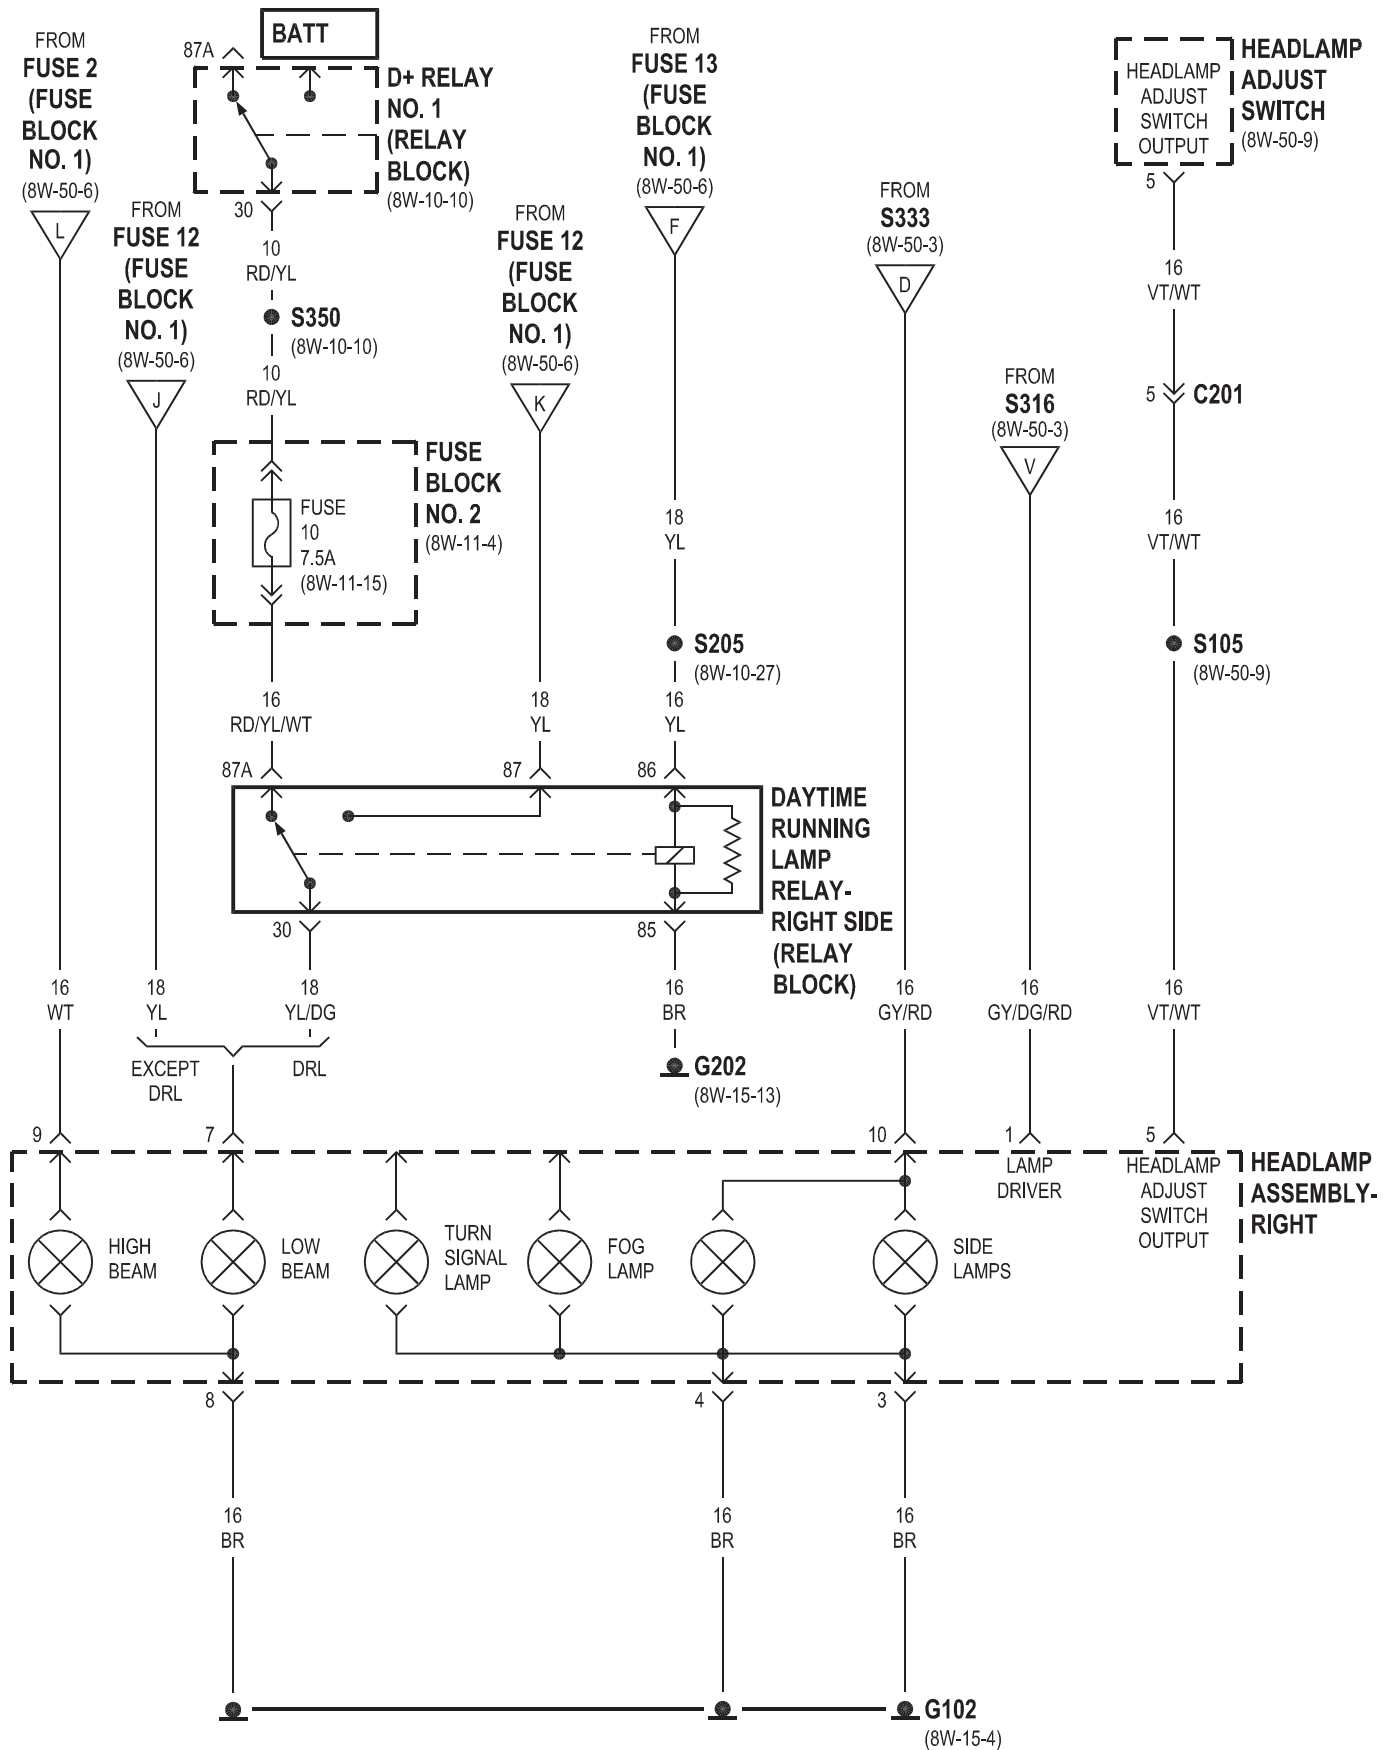 FROM
FUSE 2
(FUSE
BLOCK
NO. 1)
(8W-50-6)
L
FROM
FUSE 12
(FUSE
BLOCK
NO. 1)
(8W-50-6)
J
BATT
87A
D+ RELAY
NO. 1
(RELAY
BLOCK)
(8W-10-10)
30
10
RD/YL
S350
(8W-10-10)
10
RD/YL
FUSE
BLOCK
NO. 2
(8W-11-4)
FUSE
10
7.5A
(8W-11-15)
16
RD/YL/WT
FROM
FUSE 12
(FUSE
BLOCK
NO. 1)
(8W-50-6)
K
18
YL
FROM
FUSE 13
(FUSE
BLOCK
NO. 1)
(8W-50-6)
F
18
YL
S205
(8W-10-27)
16
YL
FROM
S333
(8W-50-3)
D
FROM
S316
(8W-50-3)
V
HEADLAMP
ADJUST
SWITCH
OUTPUT
HEADLAMP
ADJUST
SWITCH
(8W-50-9)
5
16
VT/WT
5
C201
16
VT/WT
S105
(8W-50-9)
87A
87
86
DAYTIME
RUNNING
LAMP
RELAY-
RIGHT SIDE
(RELAY
BLOCK)
30
85
16
WT
18
YL
18
YL/DG
16
BR
16
GY/RD
16
GY/DG/RD
16
VT/WT
EXCEPT
DRL
DRL
G202
(8W-15-13)
9
7
10
1
5
LAMP
DRIVER
HEADLAMP
ADJUST
SWITCH
OUTPUT
HEADLAMP
ASSEMBLY-
RIGHT
HIGH
BEAM
LOW
BEAM
TURN
SIGNAL
LAMP
FOG
LAMP
SIDE
LAMPS
8
4
3
16
BR
16
BR
16
BR
G102
(8W-15-4)